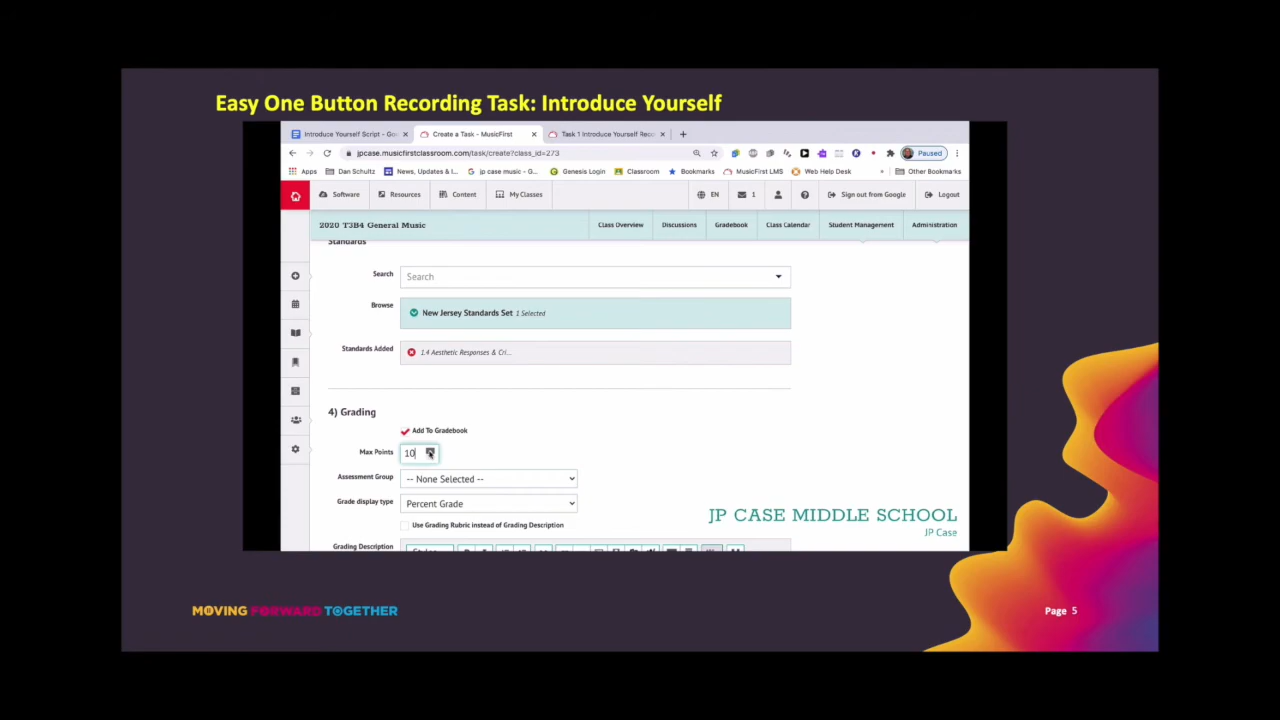 Easy One Button Recording Task: Introduce Yourself
Introduce Yourself Script - Goo
Create a Task - MusicFirst
Task 1 Introduce Yourself Reco
jpcase.musicfirstclassroom.com/task/create?class_id=273
Paused
Apps
Dan Schultz
News, Updates & I...
jp case music - G...
Genesis Login
Classroom
Bookmarks
MusicFirst LMS
Web Help Desk
Other Bookmarks
Software
Resources
Content
My Classes
EN
1
Sign out from Google
Logout
2020 T3B4 General Music
Class Overview
Discussions
Gradebook
Class Calendar
Student Management
Administration
Standards
Search
Search
Browse
New Jersey Standards Set 1 Selected
Standards Added
1.4 Aesthetic Responses & Cri...
4) Grading
Add To Gradebook
Max Points
10
Assessment Group
-- None Selected --
Grade display type
Percent Grade
Use Grading Rubric instead of Grading Description
Grading Description
JP CASE MIDDLE SCHOOL
JP Case
MOVING FORWARD TOGETHER
Page 5